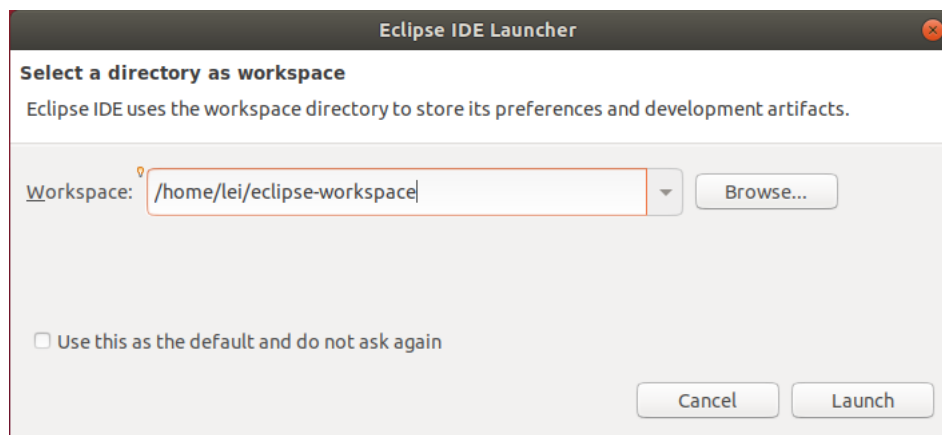 Eclipse IDE Launcher
Select a directory as workspace
Eclipse IDE uses the workspace directory to store its preferences and development artifacts.
Workspace: /home/lei/eclipse-workspace Browse...
Use this as the default and do not ask again
Cancel Launch